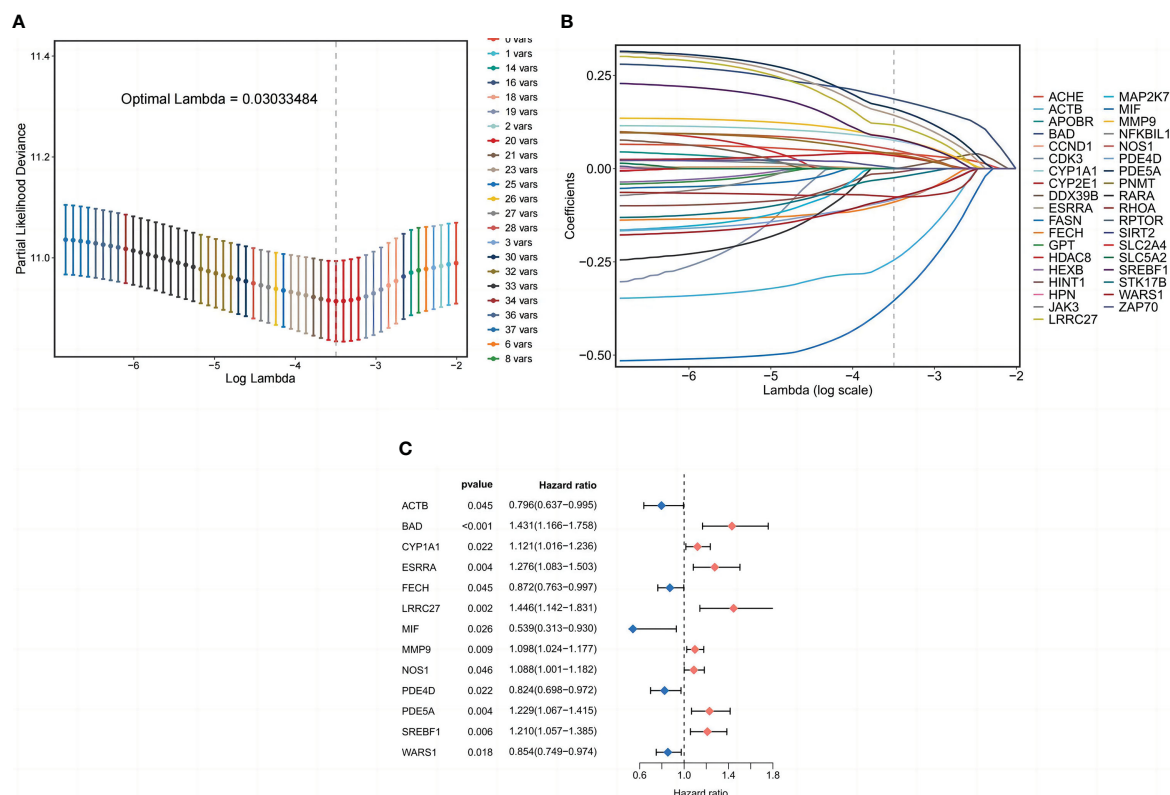 A
11.4
11.2
11.0
Partial Likelihood Deviance
Optimal Lambda = 0.03033484
−6
−5
−4
−3
−2
Log Lambda
0 vars
1 vars
14 vars
16 vars
18 vars
19 vars
2 vars
20 vars
21 vars
23 vars
25 vars
26 vars
27 vars
28 vars
3 vars
30 vars
32 vars
33 vars
34 vars
36 vars
37 vars
6 vars
8 vars
B
0.25
0.00
−0.25
−0.50
Coefficients
−6
−5
−4
−3
−2
Lambda (log scale)
ACHE
ACTB
APOBR
BAD
CCND1
CDK3
CYP1A1
CYP2E1
DDX39B
ESRRA
FASN
FECH
GPT
HDAC8
HEXB
HINT1
HPN
JAK3
LRRC27
MAP2K7
MIF
MMP9
NFKBIL1
NOS1
PDE4D
PDE5A
PNMT
RARA
RHOA
RPTOR
SIRT2
SLC2A4
SLC5A2
SREBF1
STK17B
WARS1
ZAP70
C
pvalue Hazard ratio
ACTB 0.045 0.796(0.637−0.995)
BAD <0.001 1.431(1.166−1.758)
CYP1A1 0.022 1.121(1.016−1.236)
ESRRA 0.004 1.276(1.083−1.503)
FECH 0.045 0.872(0.763−0.997)
LRRC27 0.002 1.446(1.142−1.831)
MIF 0.026 0.539(0.313−0.930)
MMP9 0.009 1.098(1.024−1.177)
NOS1 0.046 1.088(1.001−1.182)
PDE4D 0.022 0.824(0.698−0.972)
PDE5A 0.004 1.229(1.067−1.415)
SREBF1 0.006 1.210(1.057−1.385)
WARS1 0.018 0.854(0.749−0.974)
0.6 1.0 1.4 1.8
Hazard ratio